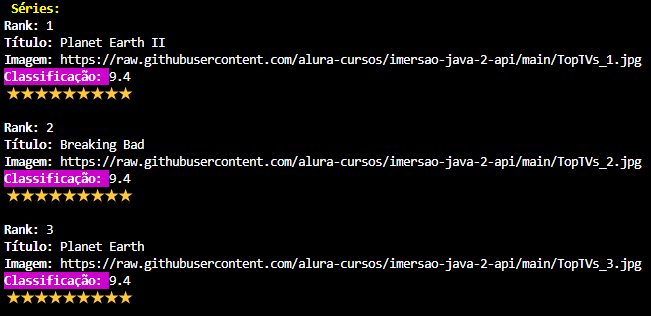 Séries:
Rank: 1
Título: Planet Earth II
Imagem: https://raw.githubusercontent.com/alura-cursos/imersao-java-2-api/main/TopTVs_1.jpg
Classificação: 9.4
⭐⭐⭐⭐⭐⭐⭐⭐⭐
Rank: 2
Título: Breaking Bad
Imagem: https://raw.githubusercontent.com/alura-cursos/imersao-java-2-api/main/TopTVs_2.jpg
Classificação: 9.4
⭐⭐⭐⭐⭐⭐⭐⭐⭐
Rank: 3
Título: Planet Earth
Imagem: https://raw.githubusercontent.com/alura-cursos/imersao-java-2-api/main/TopTVs_3.jpg
Classificação: 9.4
⭐⭐⭐⭐⭐⭐⭐⭐⭐